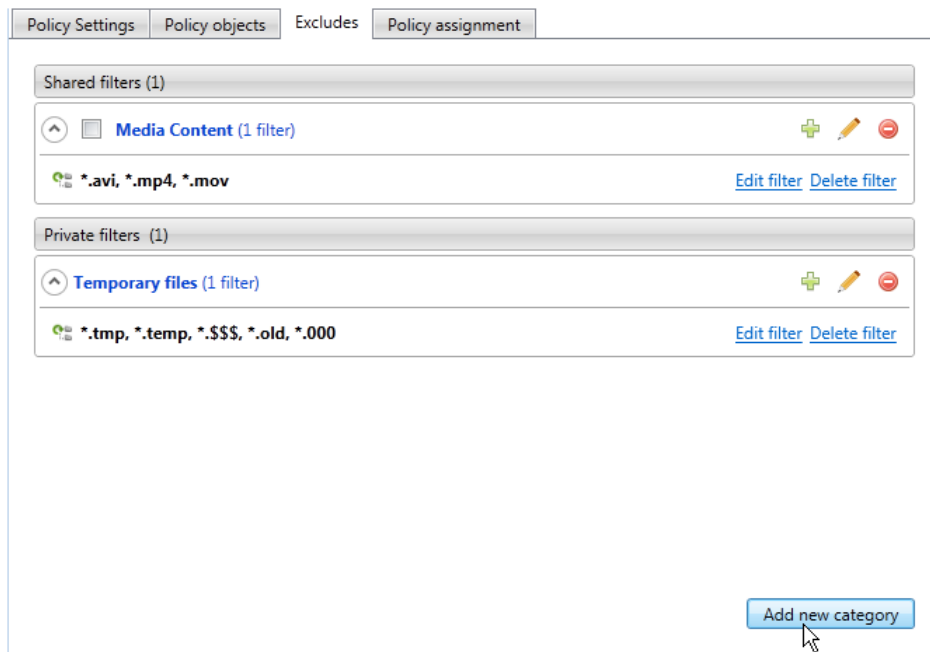 Policy Settings Policy objects Excludes Policy assignment
Shared filters (1)
Media Content (1 filter)
*.avi, *.mp4, *.mov Edit filter Delete filter
Private filters (1)
Temporary files (1 filter)
*.tmp, *.temp, *.$$$, *.old, *.000 Edit filter Delete filter
Add new category